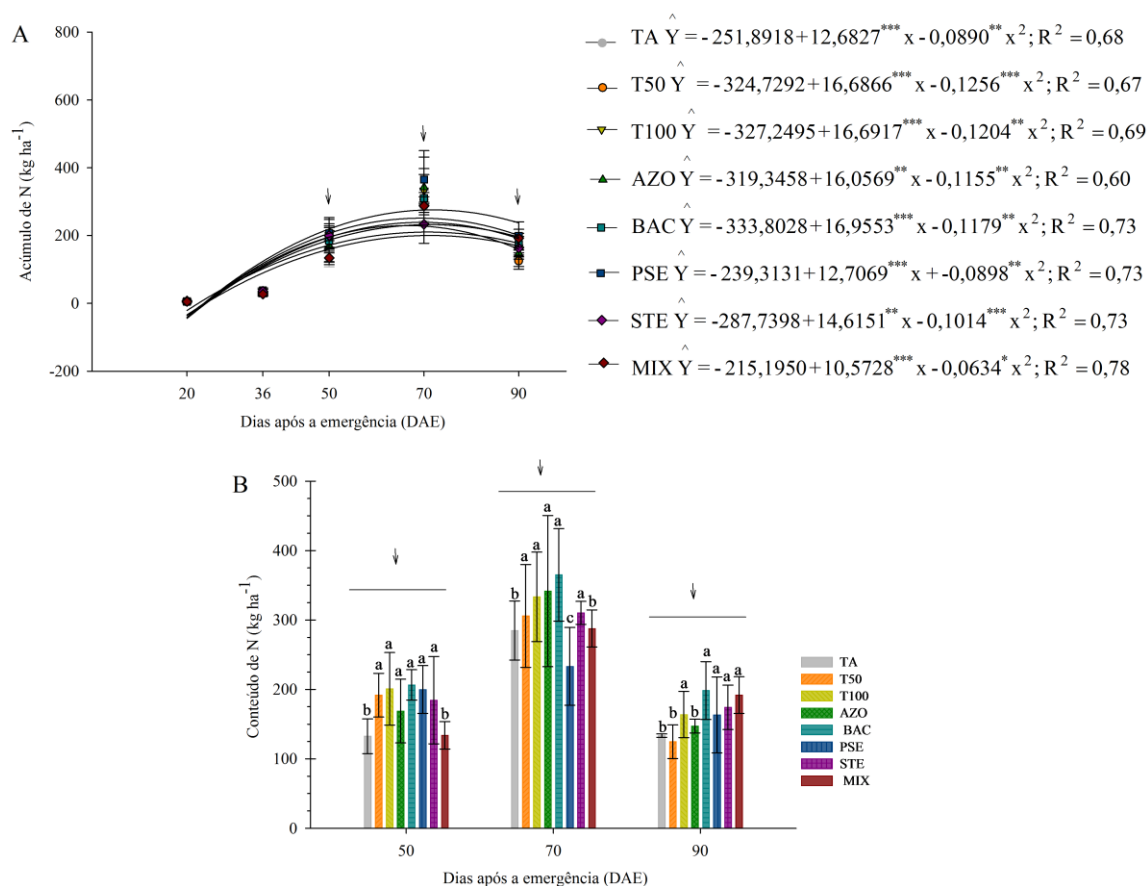 A
800
600
400
200
0
-200
Acúmulo de N (kg ha⁻¹)
20 36 50 70 90
Dias após a emergência (DAE)
TA Ŷ = -251,8918+12,6827*** x - 0,0890** x²; R² = 0,68
T50 Ŷ = -324,7292+16,6866*** x - 0,1256*** x²; R² = 0,67
T100 Ŷ = -327,2495+16,6917*** x - 0,1204** x²; R² = 0,69
AZO Ŷ = -319,3458+16,0569** x - 0,1155** x²; R² = 0,60
BAC Ŷ = -333,8028+16,9553*** x - 0,1179** x²; R² = 0,73
PSE Ŷ = -239,3131+12,7069*** x + -0,0898** x²; R² = 0,73
STE Ŷ = -287,7398+14,6151** x - 0,1014*** x²; R² = 0,73
MIX Ŷ = -215,1950+10,5728*** x - 0,0634* x²; R² = 0,78
B
500
400
300
200
100
0
Conteúdo de N (kg ha⁻¹)
b a a a a a a b
b a a a a c a b
b b a b a a a a
50 70 90
Dias após a emergência (DAE)
TA
T50
T100
AZO
BAC
PSE
STE
MIX